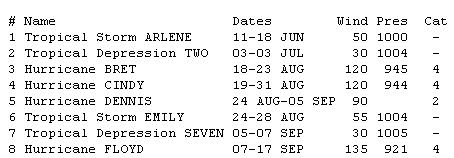 # Name Dates Wind Pres Cat
1 Tropical Storm ARLENE 11-18 JUN 50 1000 -
2 Tropical Depression TWO 03-03 JUL 30 1004 -
3 Hurricane BRET 18-23 AUG 120 945 4
4 Hurricane CINDY 19-31 AUG 120 944 4
5 Hurricane DENNIS 24 AUG-05 SEP 90 2
6 Tropical Storm EMILY 24-28 AUG 55 1004 -
7 Tropical Depression SEVEN 05-07 SEP 30 1005 -
8 Hurricane FLOYD 07-17 SEP 135 921 4